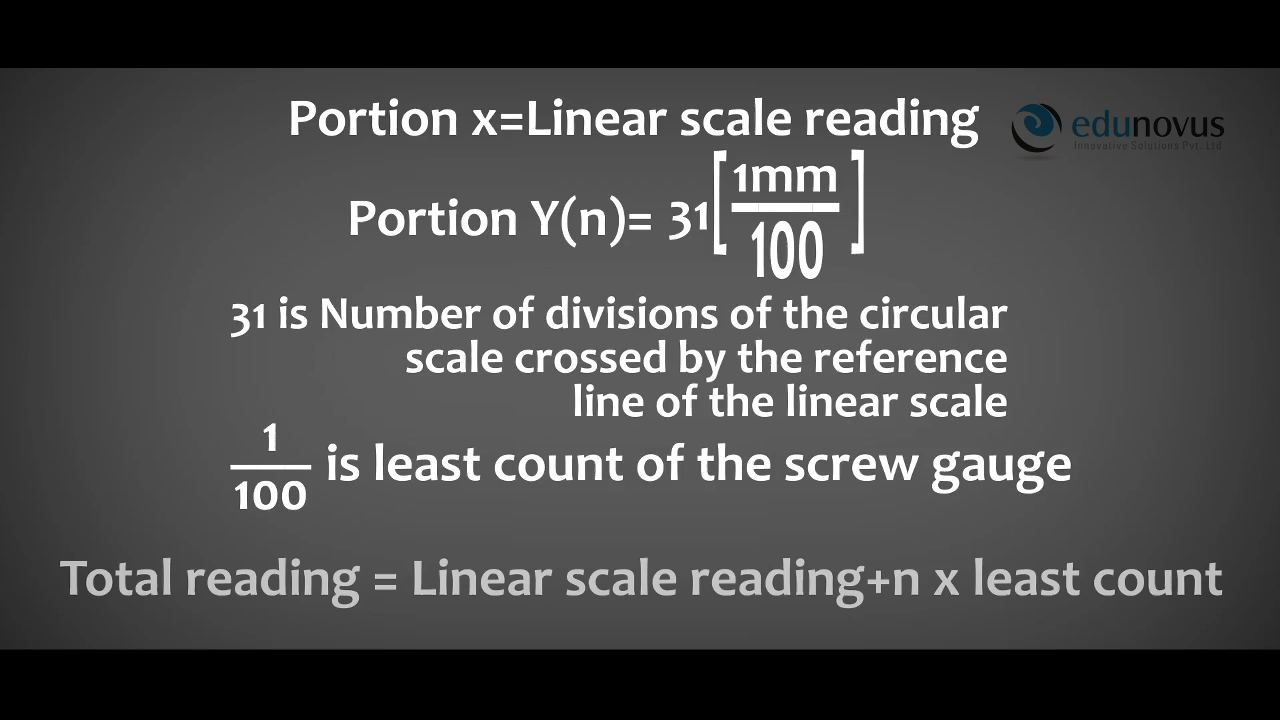 Portion x=Linear scale reading
edunovus
Innovative Solutions Pvt. Ltd
Portion Y(n)= 31[1mm/100]
31 is Number of divisions of the circular
scale crossed by the reference
line of the linear scale
1/100 is least count of the screw gauge
Total reading = Linear scale reading+n x least count